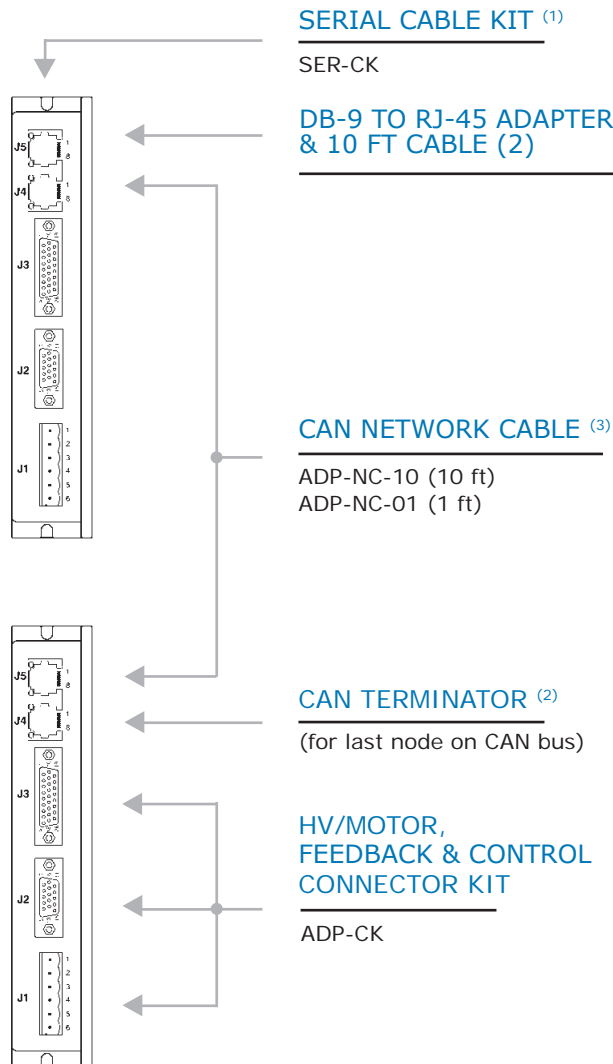 SERIAL CABLE KIT (1)
SER-CK
DB-9 TO RJ-45 ADAPTER
& 10 FT CABLE (2)
J5
1
8
J4
1
8
J3
J2
J1
1
2
3
4
5
6
CAN NETWORK CABLE (3)
ADP-NC-10 (10 ft)
ADP-NC-01 (1 ft)
J5
1
8
J4
1
8
CAN TERMINATOR (2)
(for last node on CAN bus)
J3
HV/MOTOR,
FEEDBACK & CONTROL
CONNECTOR KIT
J2
ADP-CK
J1
1
2
3
4
5
6